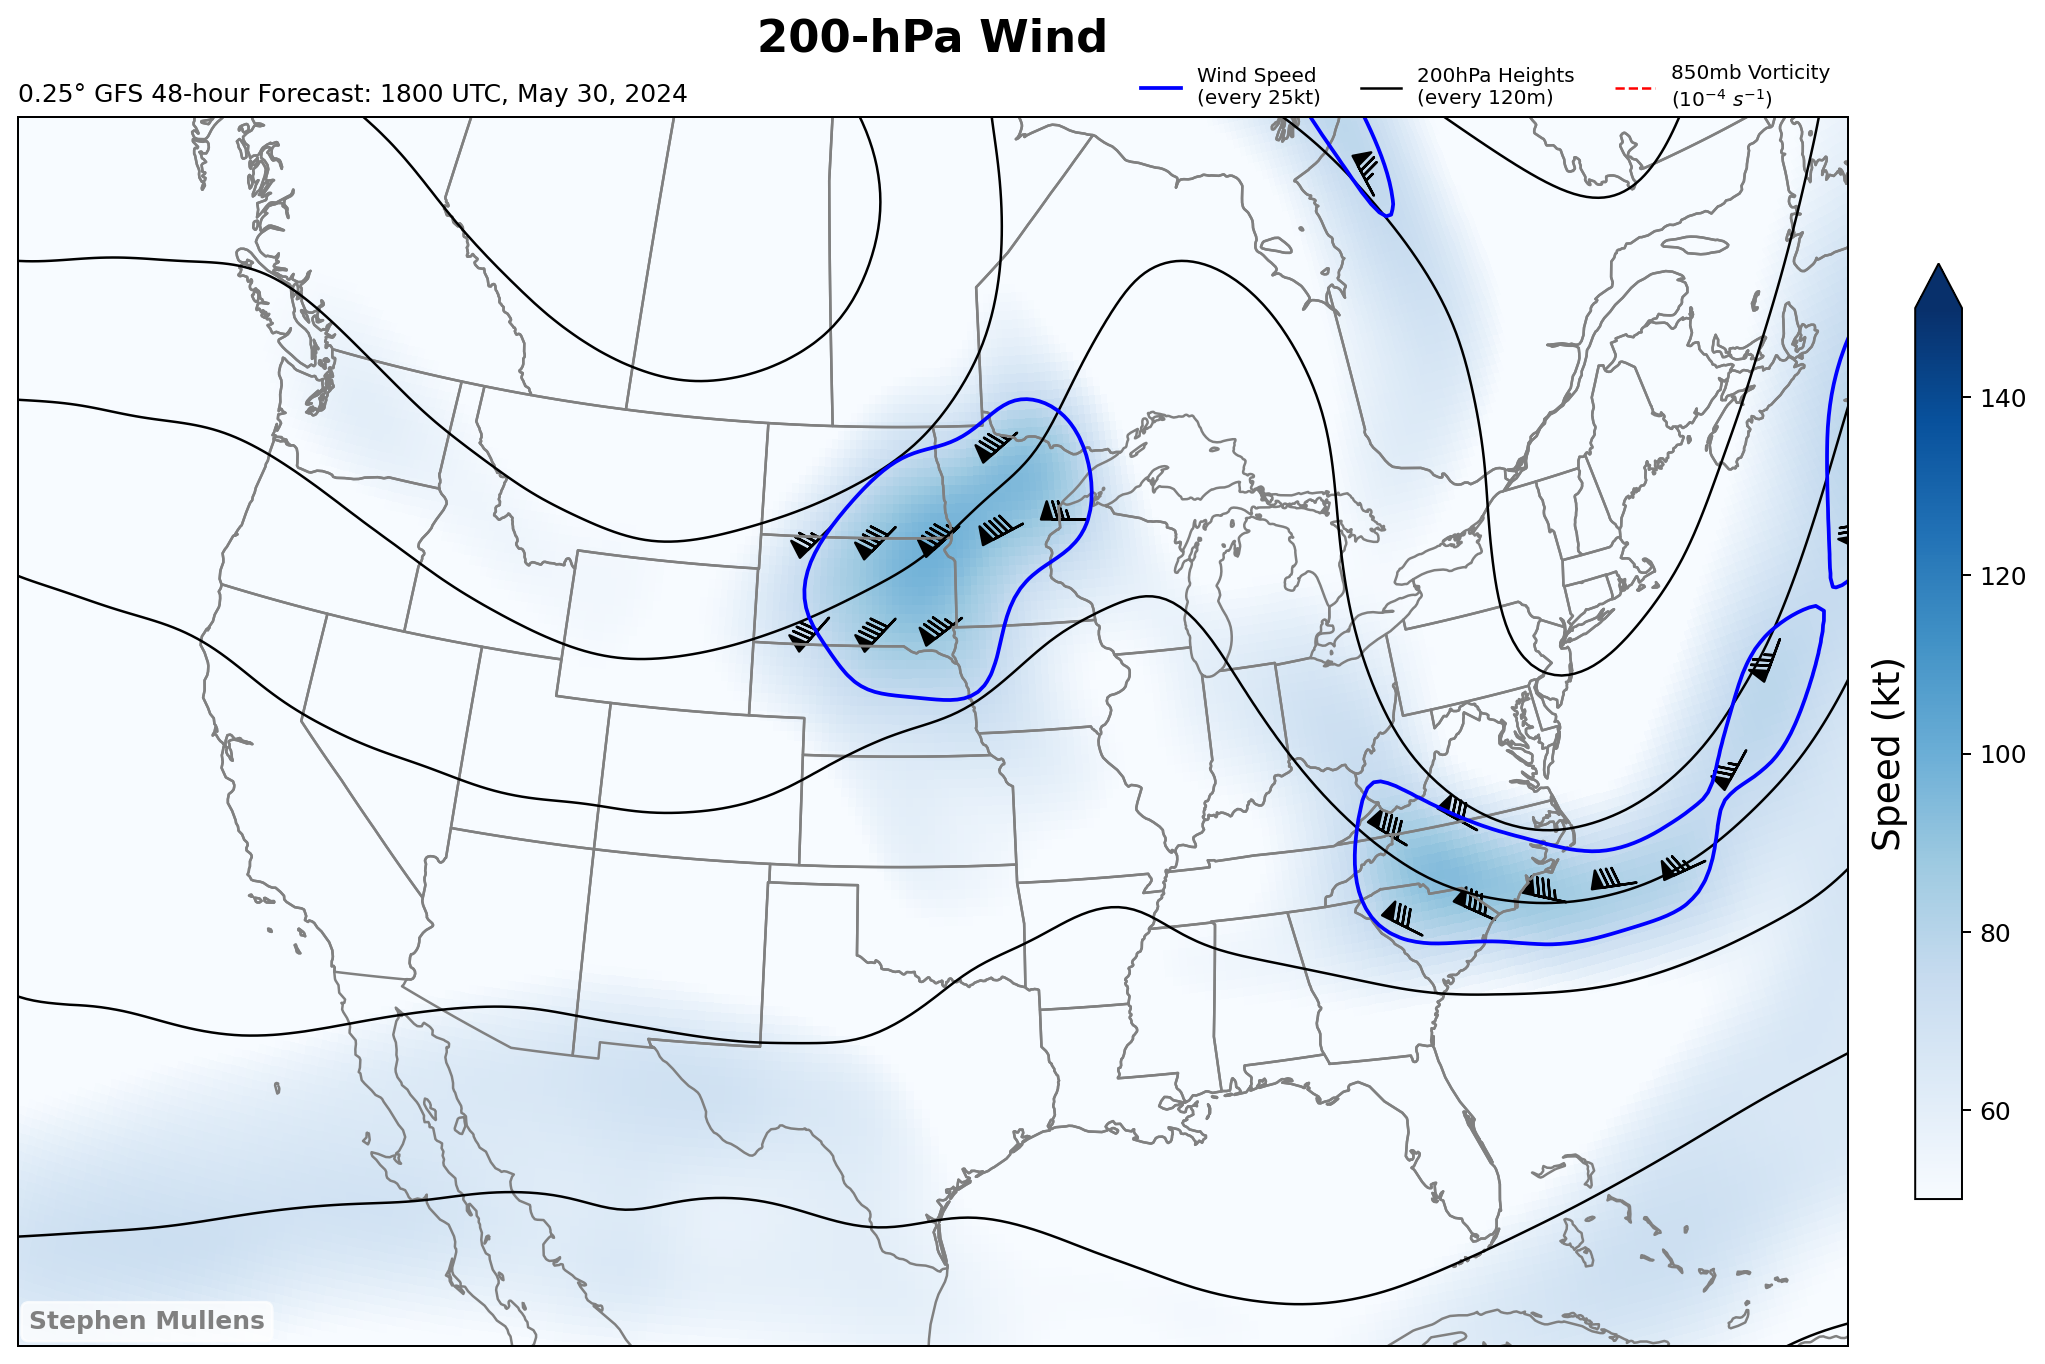 200-hPa Wind
0.25° GFS 48-hour Forecast: 1800 UTC, May 30, 2024
Wind Speed
(every 25kt)
200hPa Heights
(every 120m)
850mb Vorticity
(10⁻⁴ s⁻¹)
140
120
100
80
60
Speed (kt)
Stephen Mullens